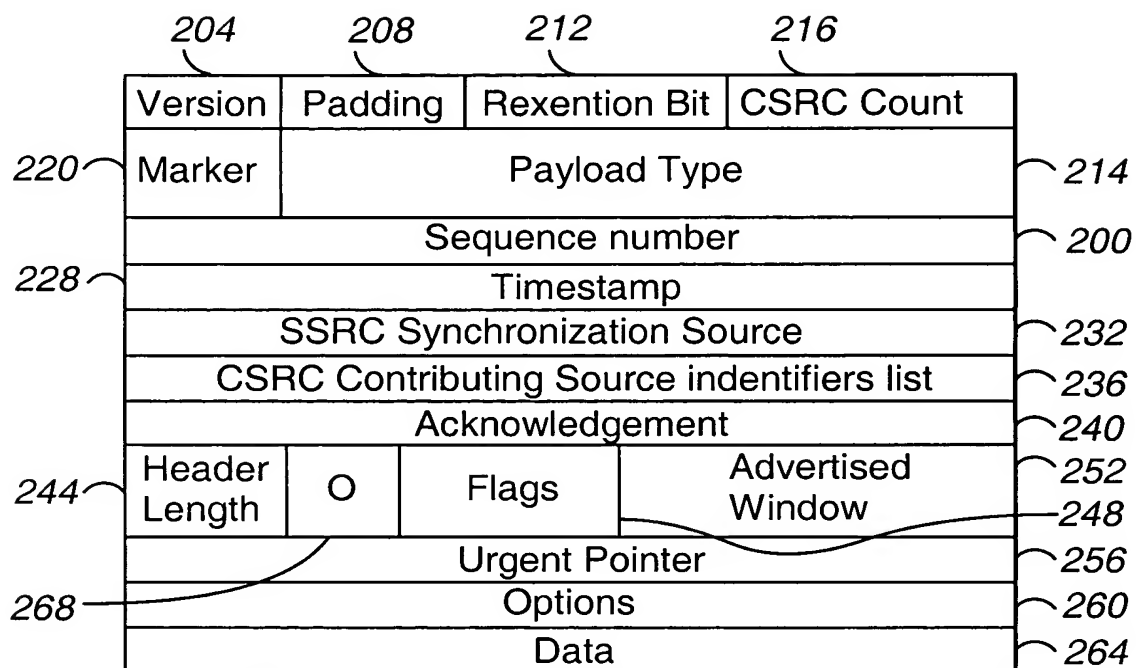 204 208 212 216
Version Padding Rexention Bit CSRC Count
220 Marker Payload Type 214
Sequence number 200
228 Timestamp
SSRC Synchronization Source 232
CSRC Contributing Source indentifiers list 236
Acknowledgement 240
244 Header Length O Flags Advertised Window 252
248
Urgent Pointer 256
268 Options 260
Data 264